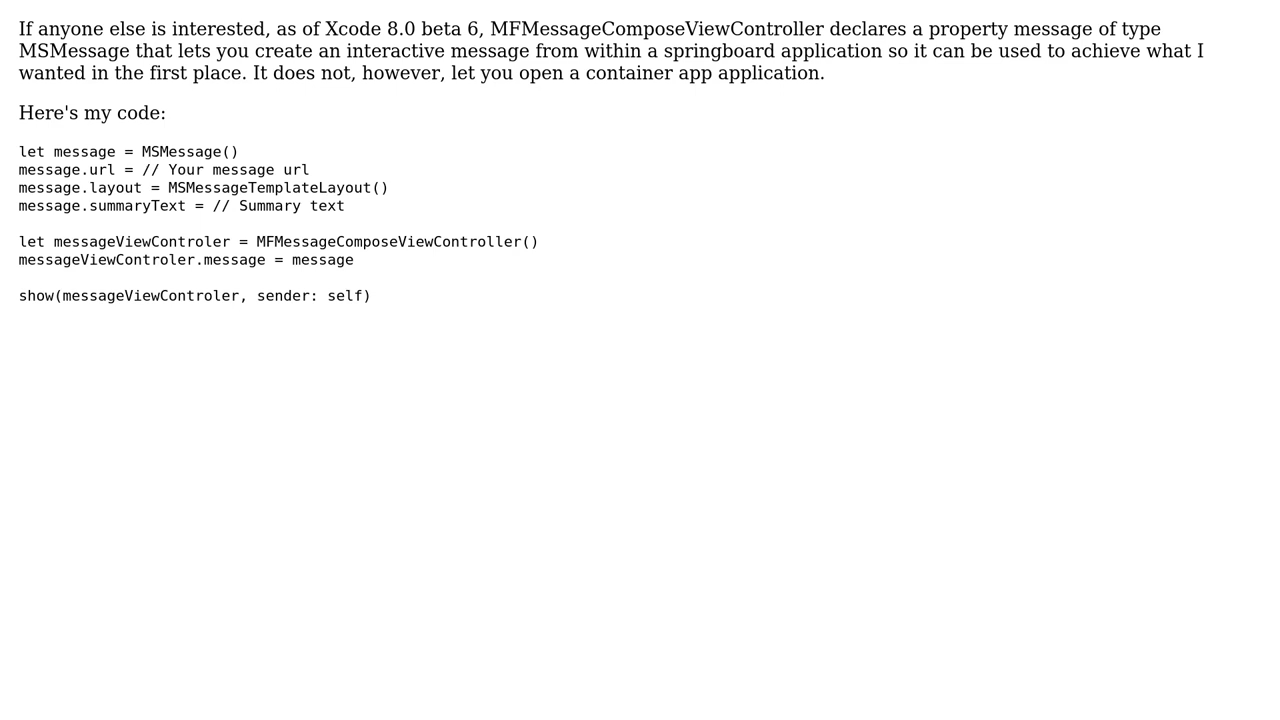 If anyone else is interested, as of Xcode 8.0 beta 6, MFMessageComposeViewController declares a property message of type
MSMessage that lets you create an interactive message from within a springboard application so it can be used to achieve what I
wanted in the first place. It does not, however, let you open a container app application.
Here's my code:
let message = MSMessage()
message.url = // Your message url
message.layout = MSMessageTemplateLayout()
message.summaryText = // Summary text
let messageViewControler = MFMessageComposeViewController()
messageViewControler.message = message
show(messageViewControler, sender: self)